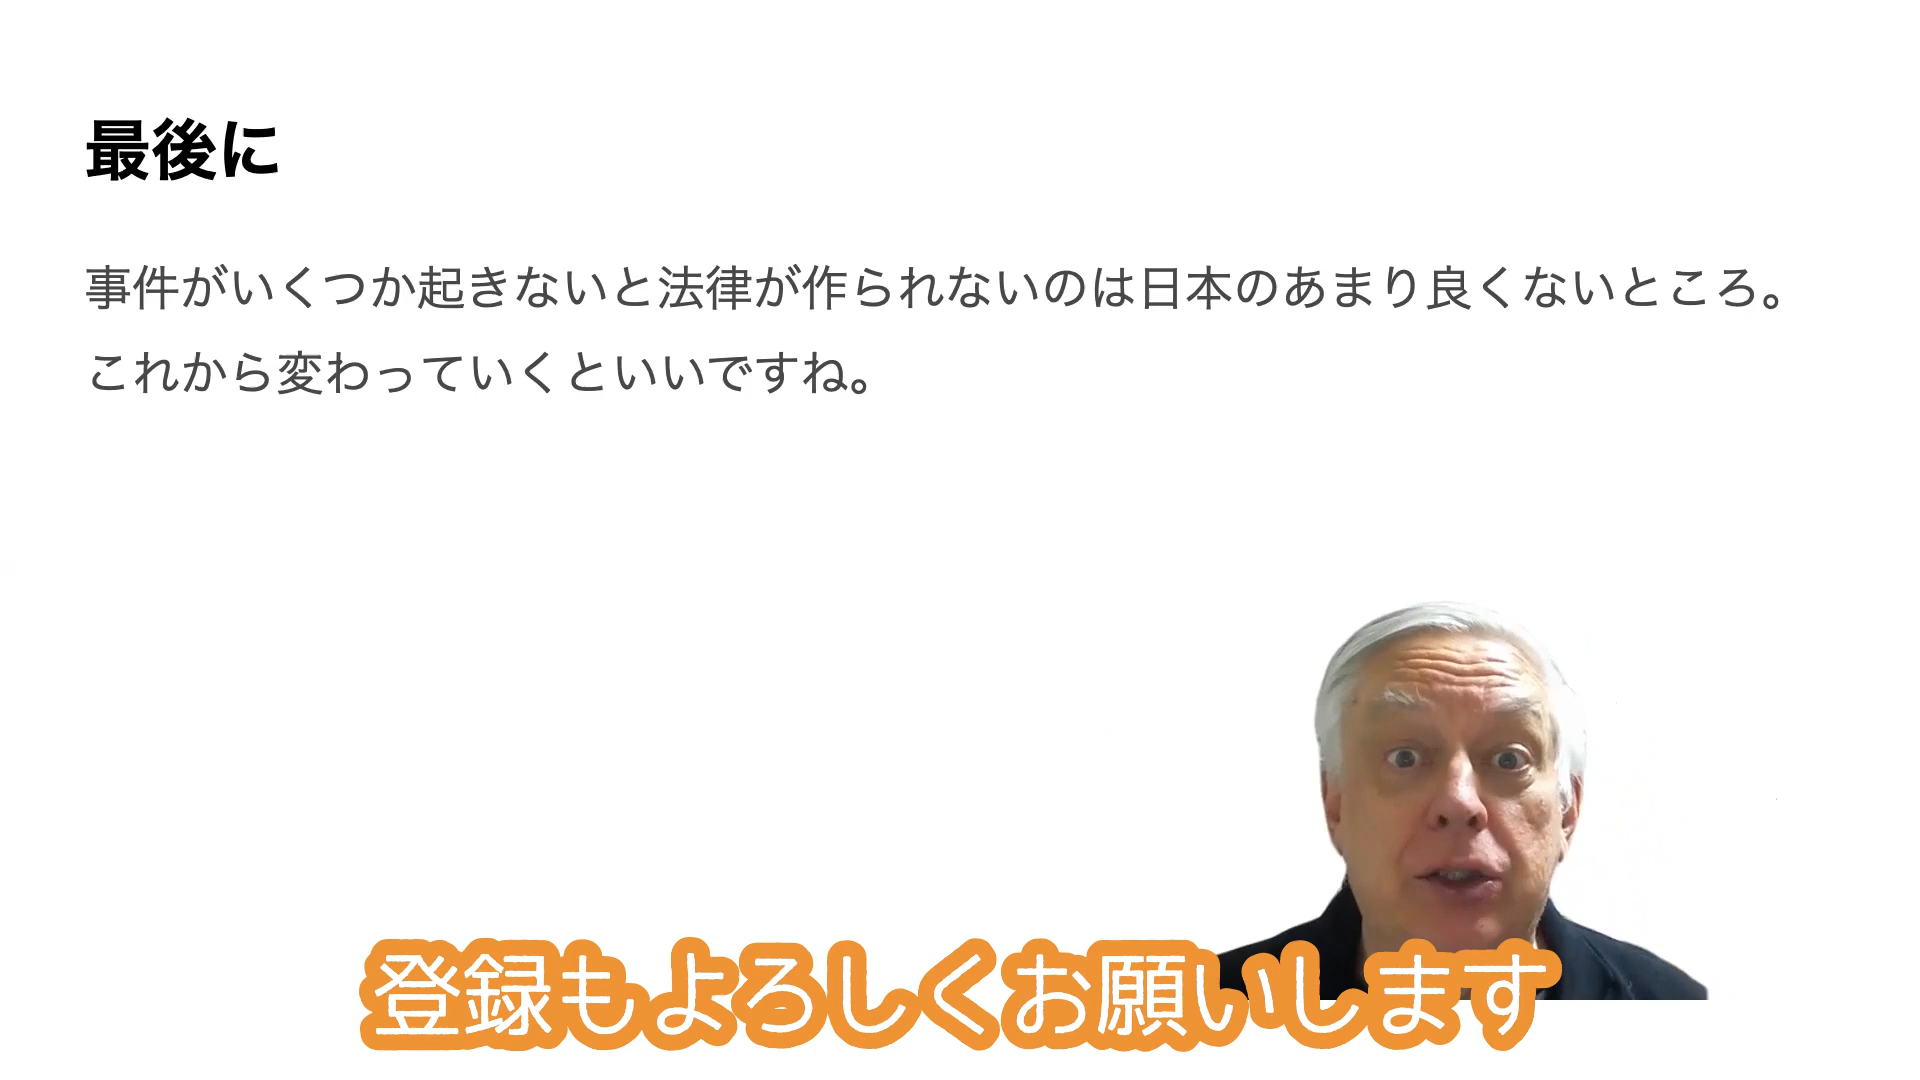 最後に
事件がいくつか起きないと法律が作られないのは日本のあまり良くないところ。
これから変わっていくといいですね。
登録もよろしくお願いします